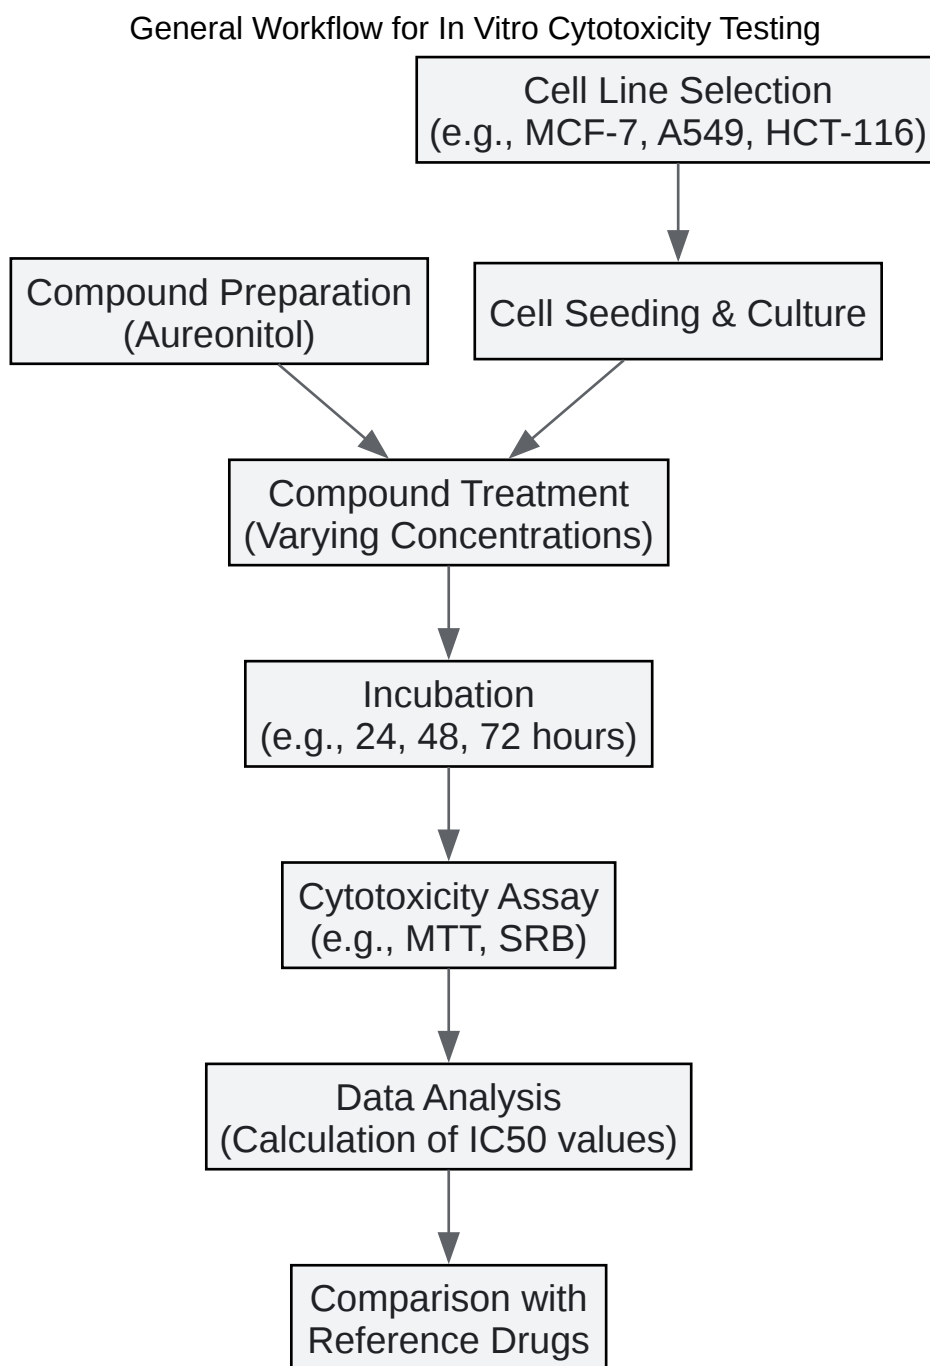 General Workflow for In Vitro Cytotoxicity Testing
Cell Line Selection
(e.g., MCF-7, A549, HCT-116)
Compound Preparation
(Aureonitol)
Cell Seeding & Culture
Compound Treatment
(Varying Concentrations)
Incubation
(e.g., 24, 48, 72 hours)
Cytotoxicity Assay
(e.g., MTT, SRB)
Data Analysis
(Calculation of IC50 values)
Comparison with
Reference Drugs